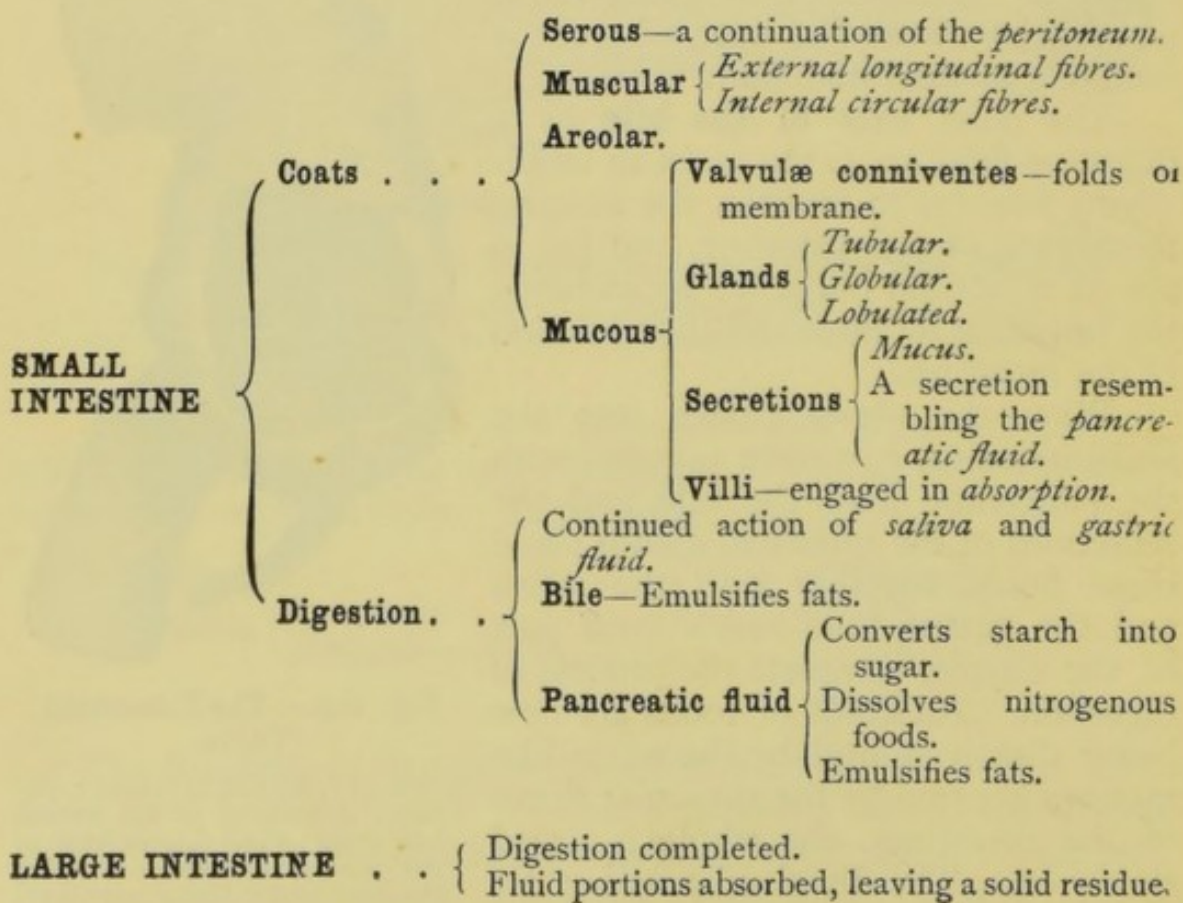 Serous—a continuation of the peritoneum.
Muscular
External longitudinal fibres.
Internal circular fibres.
Areolar.
Coats . . .
Valvulæ conniventes—folds of
membrane.
Tubular.
Glands
Globular.
Lobulated.
Mucous
Mucus.
SMALL
INTESTINE
Secretions
A secretion resem-
bling the pancre-
atic fluid.
Villi—engaged in absorption.
Continued action of saliva and gastric
fluid.
Bile—Emulsifies fats.
Digestion. . .
Converts starch into
sugar.
Pancreatic fluid
Dissolves nitrogenous
foods.
Emulsifies fats.
LARGE INTESTINE . .
Digestion completed.
Fluid portions absorbed, leaving a solid residue.